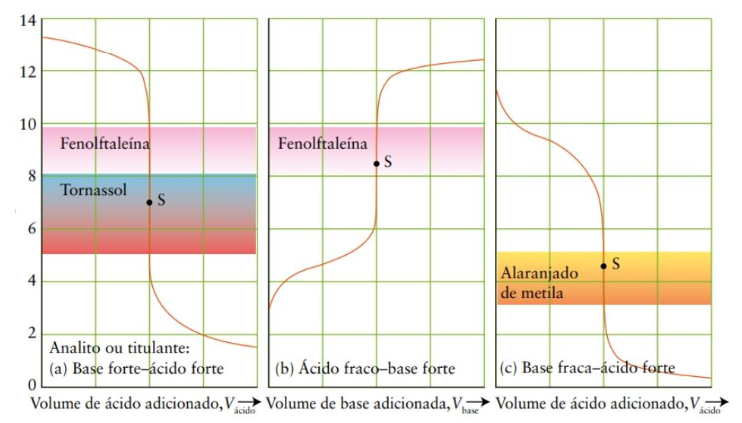 14
12
10
8
6
4
2
0
Fenolftaleína
Tornassol
S
Analito ou titulante:
(a) Base forte–ácido forte
Volume de ácido adicionado, Vácido
Fenolftaleína
S
(b) Ácido fraco–base forte
Volume de base adicionada, Vbase
S
Alaranjado
de metila
(c) Base fraca–ácido forte
Volume de ácido adicionado, Vácido